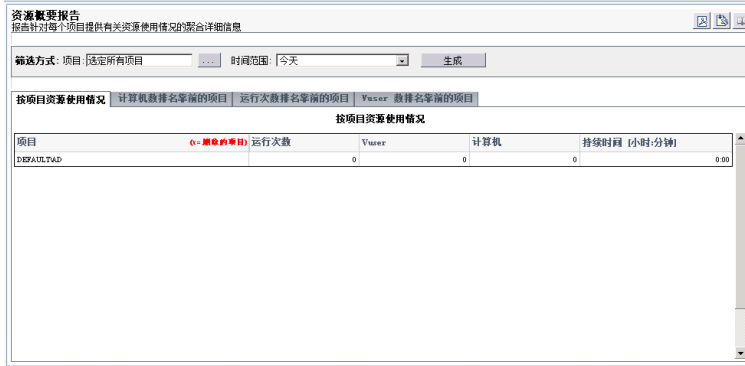 资源概要报告
报告针对每个项目提供有关资源使用情况的聚合详细信息
筛选方式: 项目: 选定所有项目 ... 时间范围: 今天 生成
按项目资源使用情况 计算机数排名靠前的项目 运行次数排名靠前的项目 Vuser 数排名靠前的项目
按项目资源使用情况
项目 (x= 删除的项目) 运行次数 Vuser 计算机 持续时间 [小时:分钟]
DEFAULT\AD 0 0 0 0:00